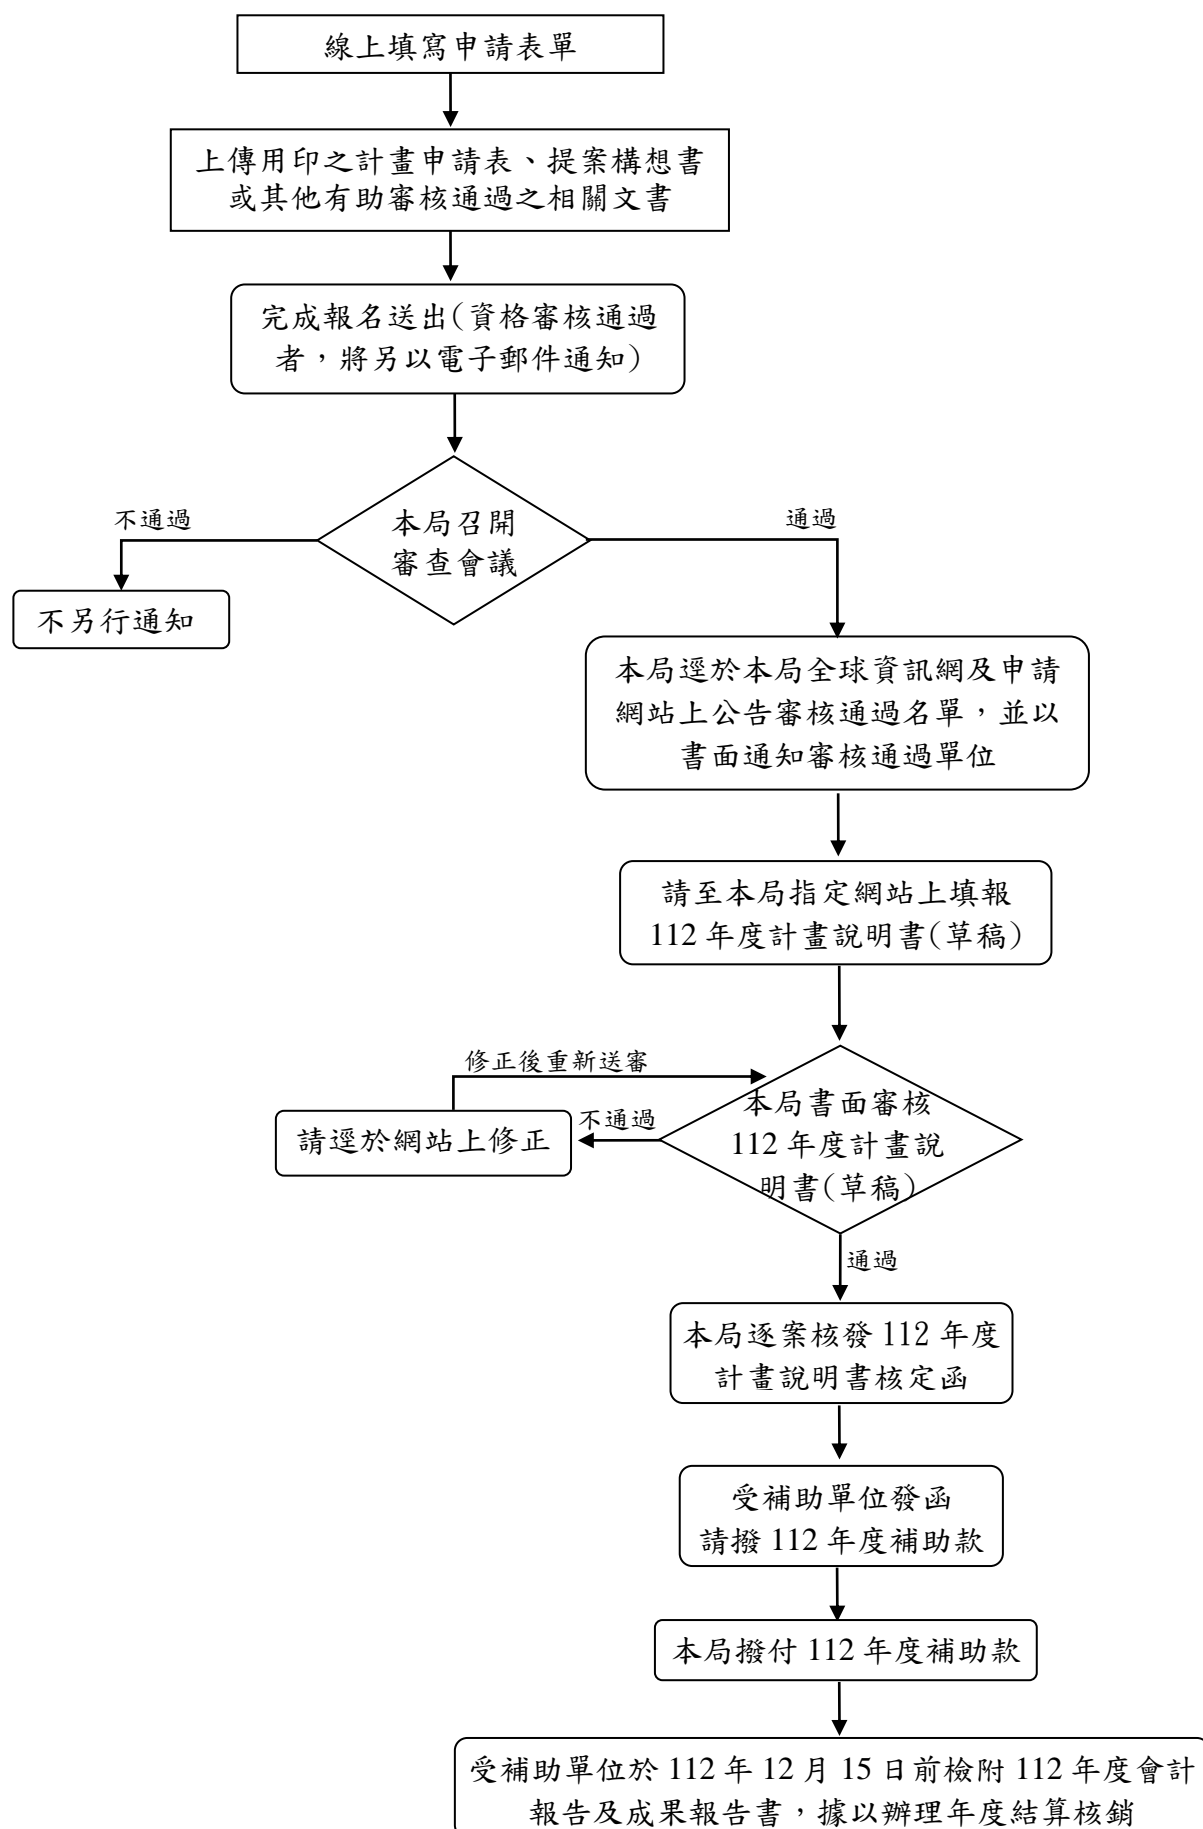 線上填寫申請表單
上傳用印之計畫申請表、提案構想書
或其他有助審核通過之相關文書
完成報名送出(資格審核通過
者，將另以電子郵件通知)
本局召開
審查會議
不通過
不另行通知
通過
本局逕於本局全球資訊網及申請
網站上公告審核通過名單，並以
書面通知審核通過單位
請至本局指定網站上填報
112 年度計畫說明書(草稿)
本局書面審核
112 年度計畫說
明書(草稿)
不通過
請逕於網站上修正
修正後重新送審
通過
本局逐案核發 112 年度
計畫說明書核定函
受補助單位發函
請撥 112 年度補助款
本局撥付 112 年度補助款
受補助單位於 112 年 12 月 15 日前檢附 112 年度會計
報告及成果報告書，據以辦理年度結算核銷